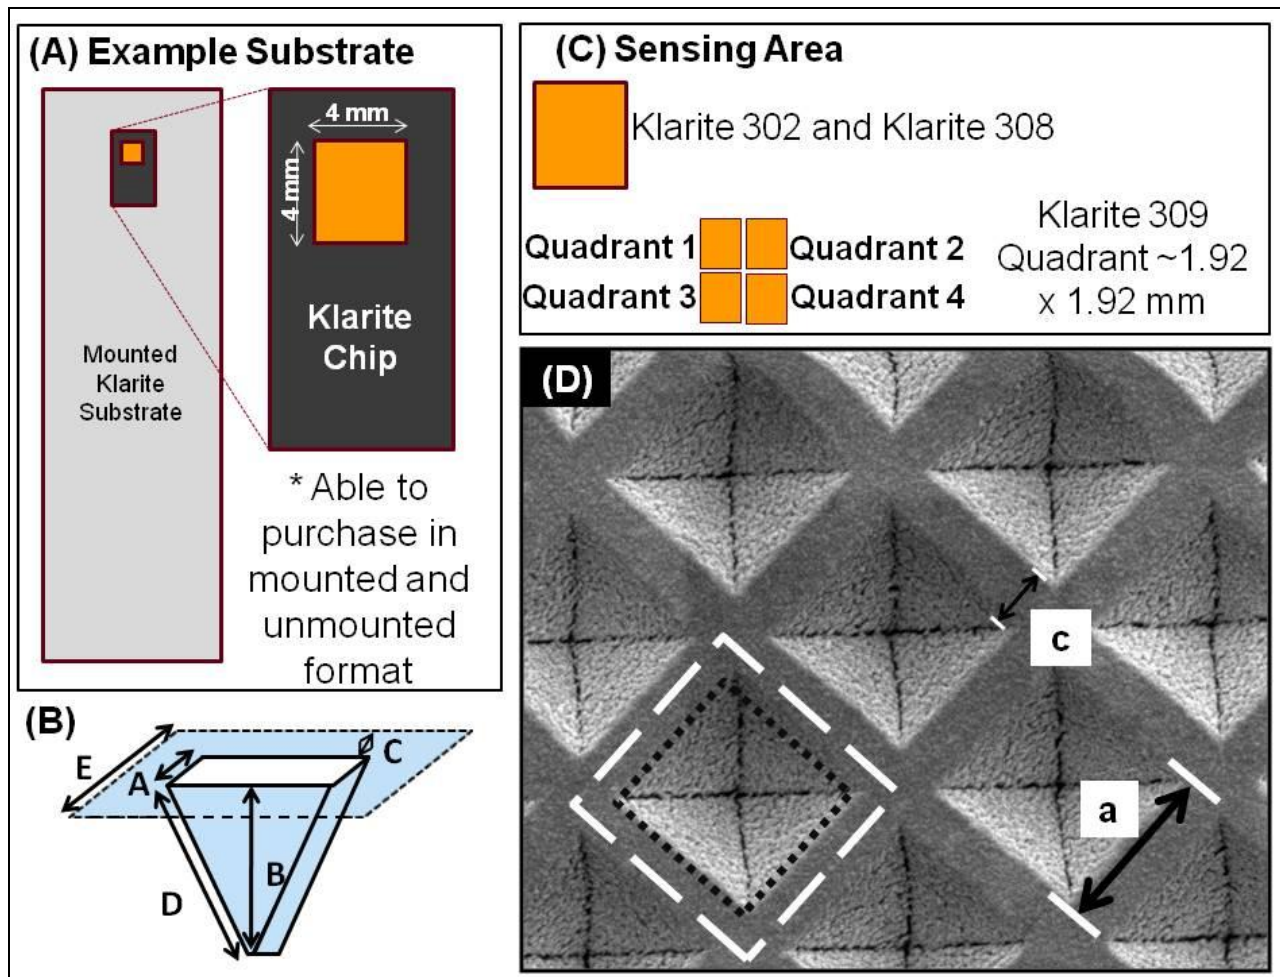 (A) Example Substrate
4 mm
4 mm
Klarite
Chip
Mounted
Klarite
Substrate
* Able to
purchase in
mounted and
unmounted
format
(B)
E
A
C
B
D
(C) Sensing Area
Klarite 302 and Klarite 308
Quadrant 1
Quadrant 2
Quadrant 3
Quadrant 4
Klarite 309
Quadrant ~1.92
x 1.92 mm
(D)
c
a